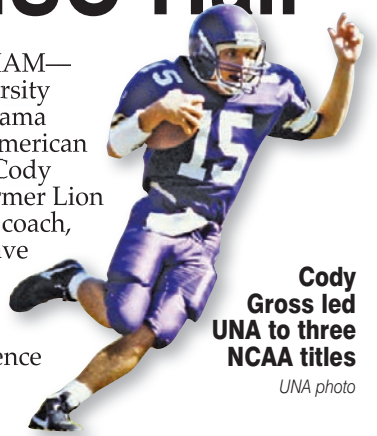 HAM—
rsity
ama
merican
Cody
rmer Lion
coach,
ve
ence
15
15
Cody
Gross led
UNA to three
NCAA titles
UNA photo